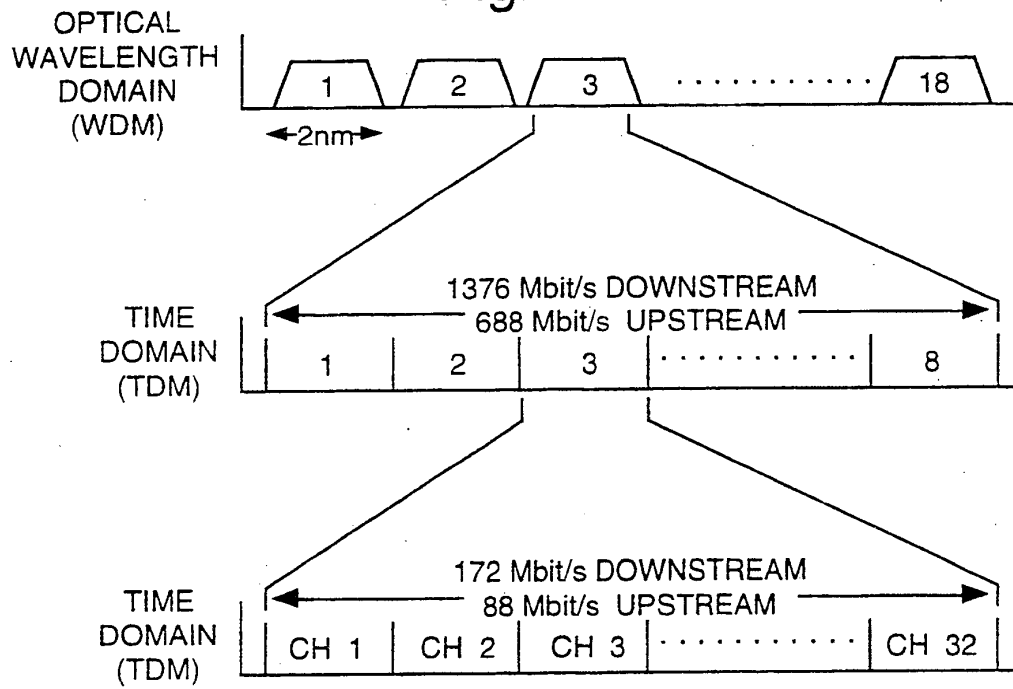 OPTICAL
WAVELENGTH
DOMAIN
(WDM)
1 2 3 18
2nm
1376 Mbit/s DOWNSTREAM
688 Mbit/s UPSTREAM
TIME
DOMAIN
(TDM)
1 2 3 8
172 Mbit/s DOWNSTREAM
88 Mbit/s UPSTREAM
TIME
DOMAIN
(TDM)
CH 1 CH 2 CH 3 CH 32